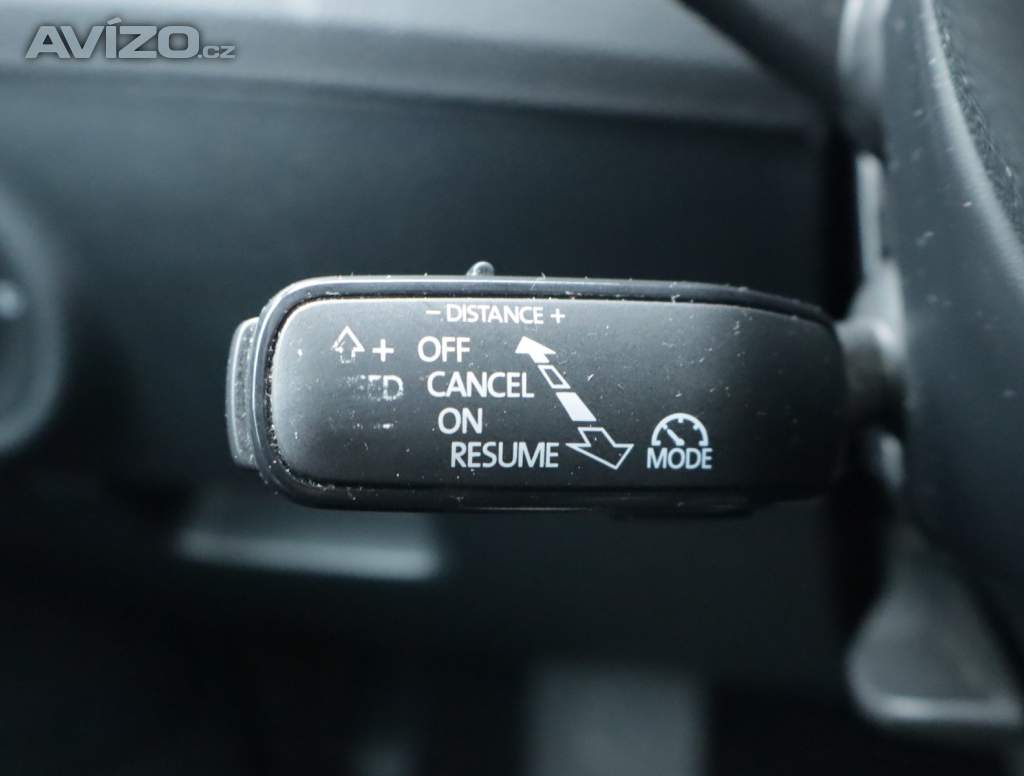 AVÍZO.cz
- DISTANCE +
+ OFF
CANCEL
ON
RESUME
MODE